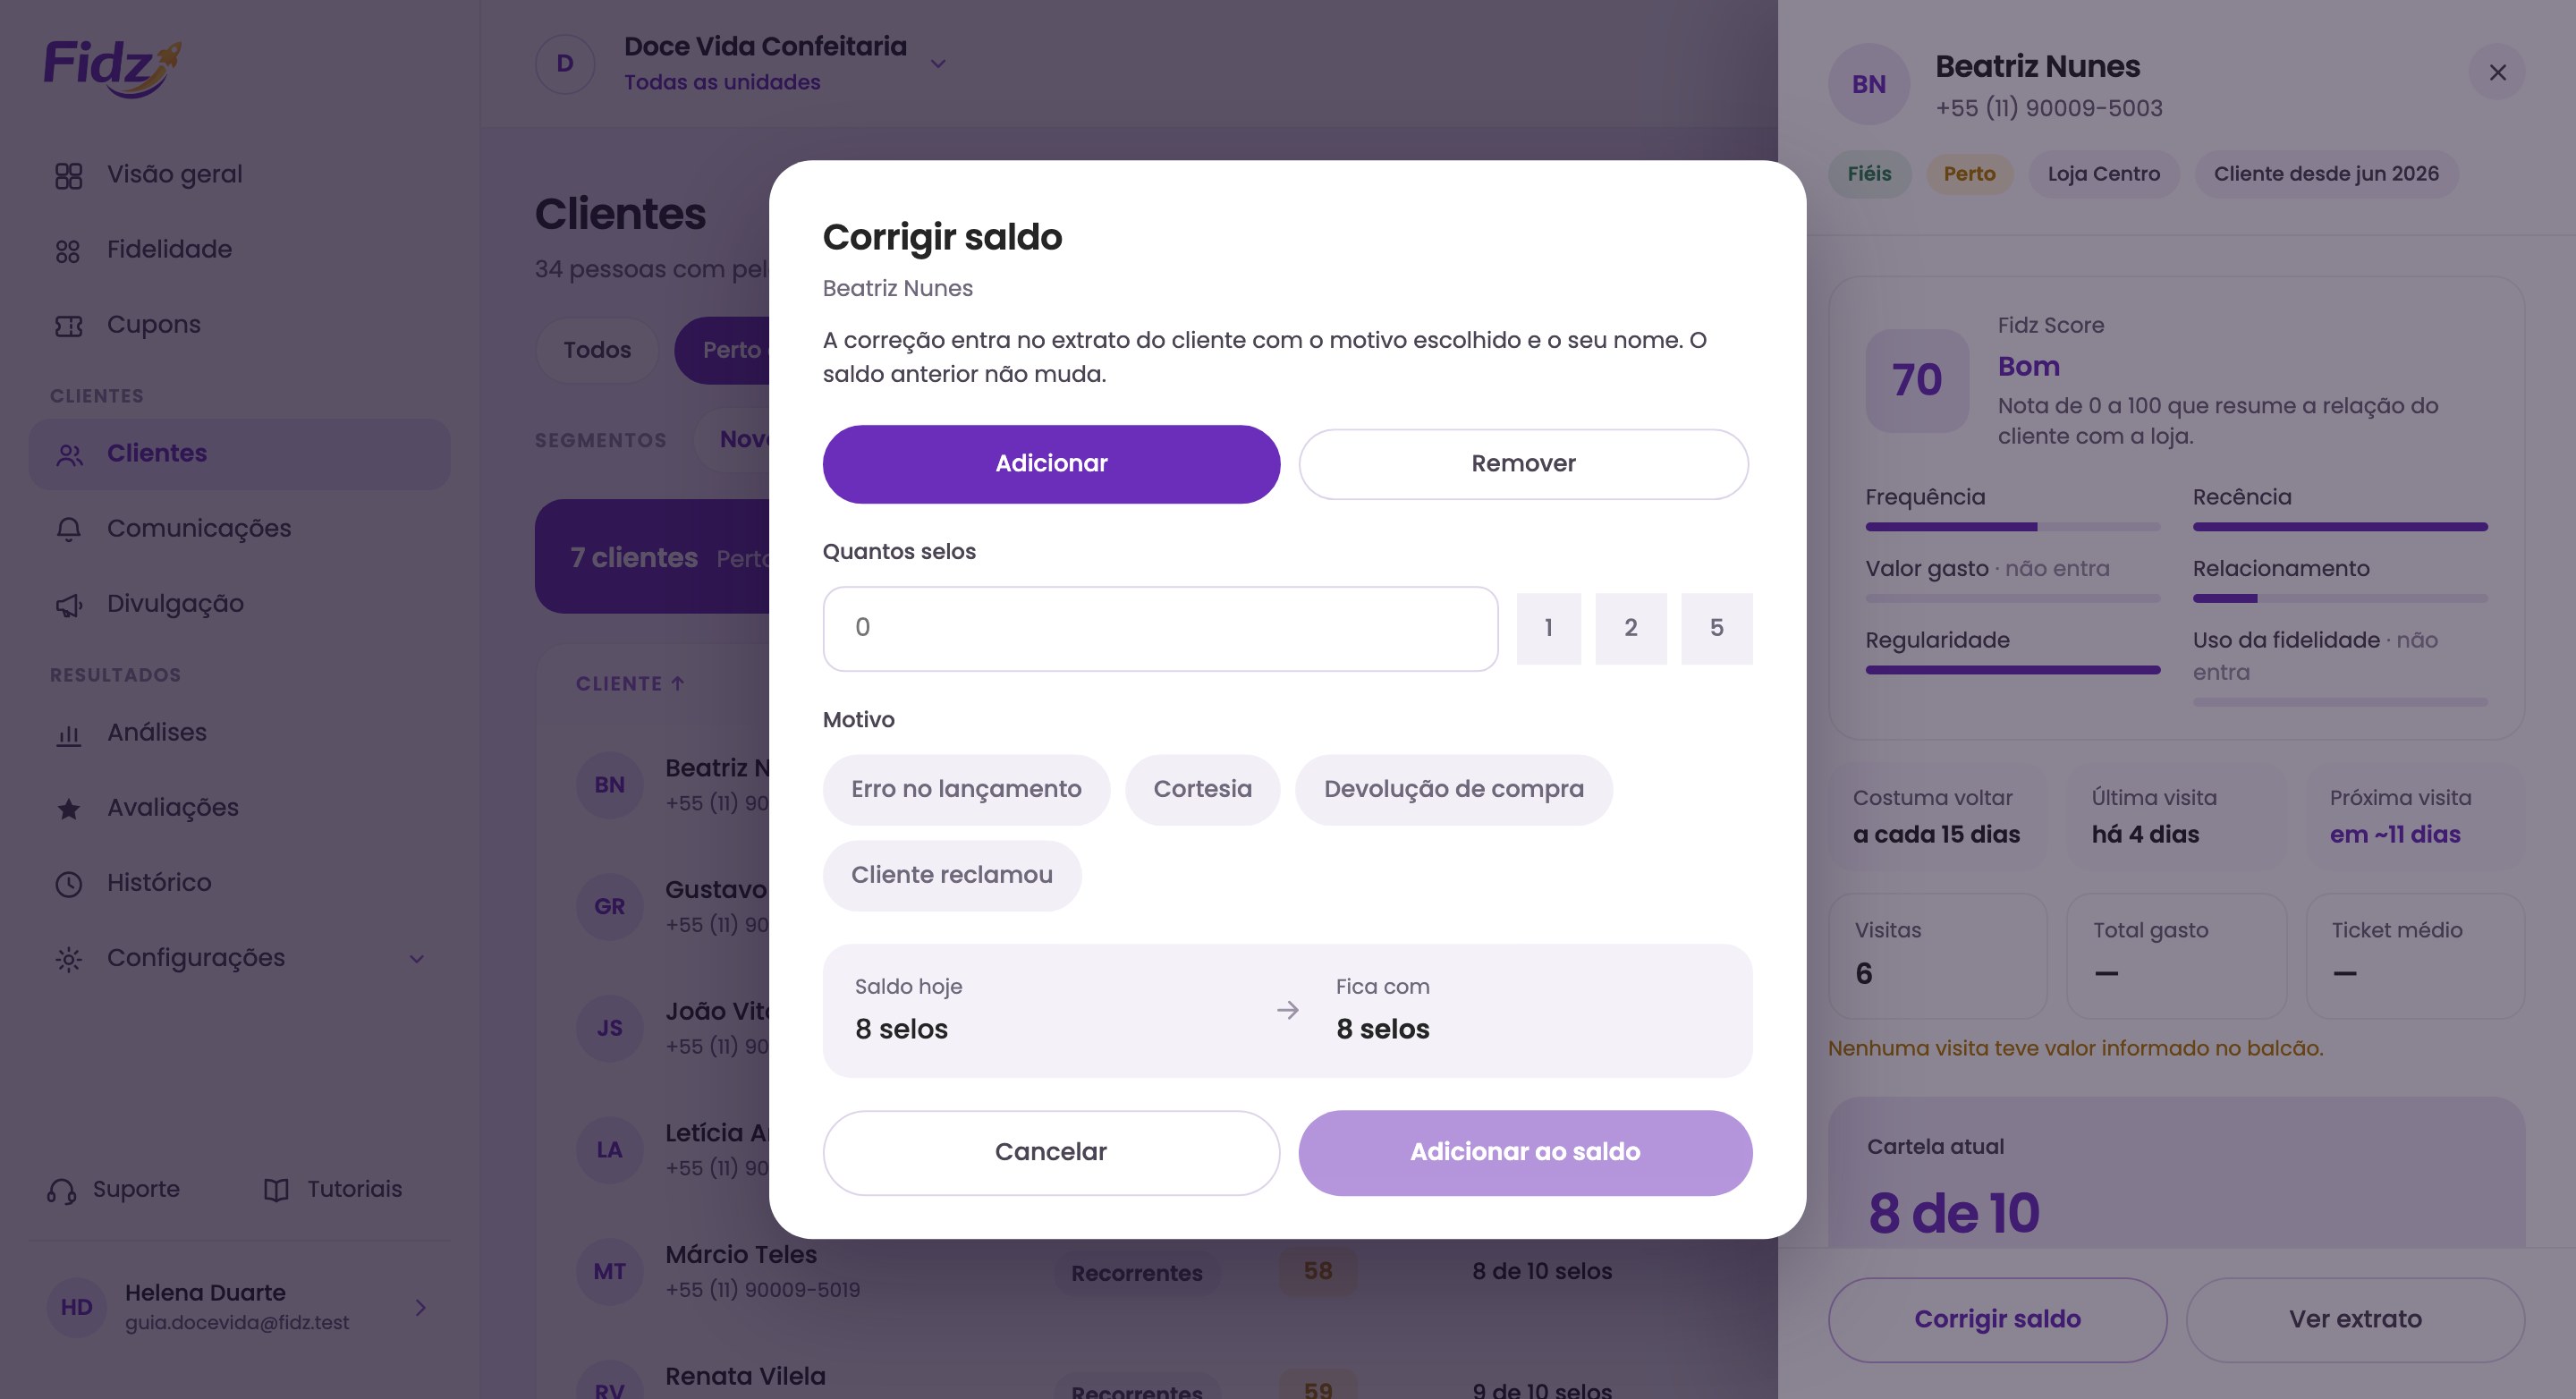 Fidz
Visão geral
Fidelidade
Cupons
CLIENTES
Clientes
Comunicações
Divulgação
RESULTADOS
Análises
Avaliações
Histórico
Configurações
Suporte
Tutoriais
HD
Helena Duarte
guia.docevida@fidz.test
D
Doce Vida Confeitaria
Todas as unidades
Clientes
34 pessoas com
Todos
Perto
SEGMENTOS
7 clientes
CLIENTE ↑
BN
Beatriz N
+55 (11) 90
GR
Gustavo
+55 (11) 90
JS
João
+55 (11) 90
LA
Letícia
+55 (11) 90
MT
Márcio Teles
+55 (11) 90009-5019
Recorrentes
58
8 de 10 selos
RV
Renata Vilela
Recorrentes
59
9 de 10 selos
Corrigir saldo
Beatriz Nunes
A correção entra no extrato do cliente com o motivo escolhido e o seu nome. O
saldo anterior não muda.
Adicionar
Remover
Quantos selos
0
1
2
5
Motivo
Erro no lançamento
Cortesia
Devolução de compra
Cliente reclamou
Saldo hoje
8 selos
→
Fica com
8 selos
Cancelar
Adicionar ao saldo
BN
Beatriz Nunes
+55 (11) 90009-5003
Fiéis
Perto
Loja Centro
Cliente desde jun 2026
70
Fidz Score
Bom
Nota de 0 a 100 que resume a relação do
cliente com a loja.
Frequência
Recência
Valor gasto · não entra
Relacionamento
Regularidade
Uso da fidelidade · não
entra
Costuma voltar
a cada 15 dias
Última visita
há 4 dias
Próxima visita
em ~11 dias
Visitas
6
Total gasto
—
Ticket médio
—
Nenhuma visita teve valor informado no balcão.
Cartela atual
8 de 10
Corrigir saldo
Ver extrato